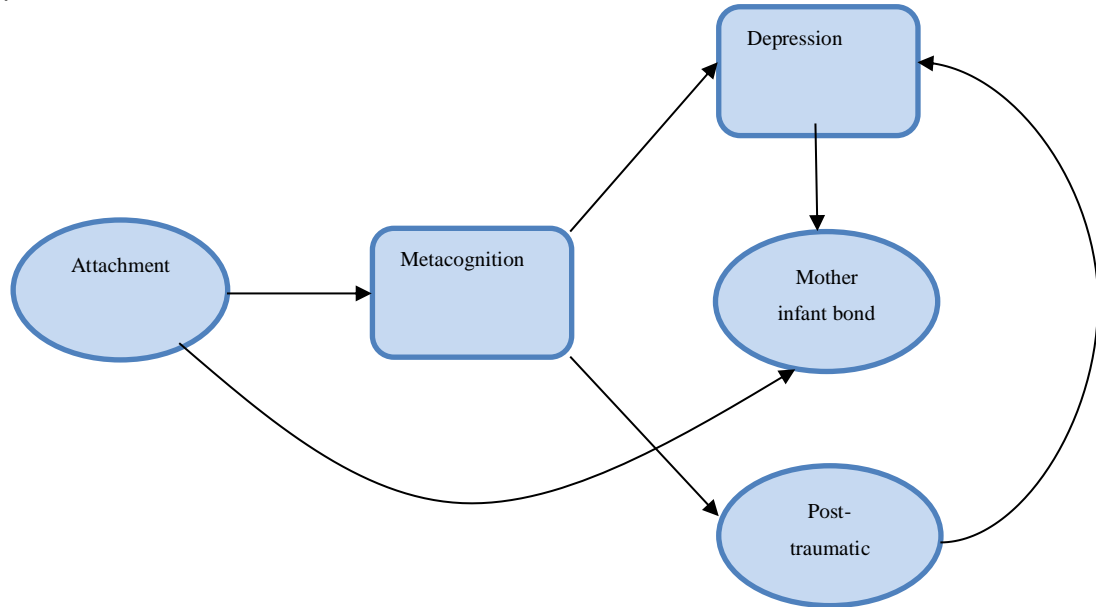 Depression
Attachment
Metacognition
Mother
infant bond
Post-
traumatic